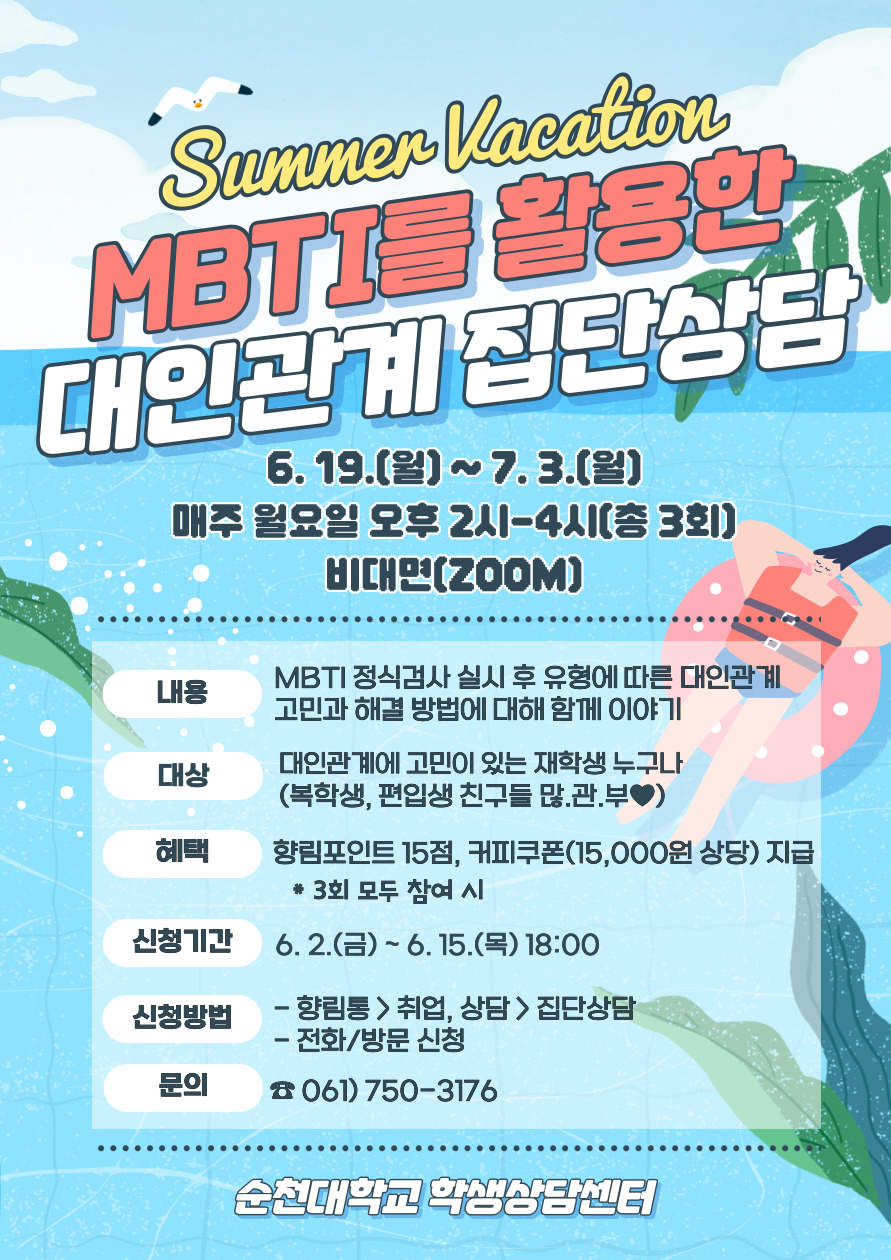 Summer Vacation
MBTI를 활용한
대인관계 집단상담
6. 19.(월) ~ 7. 3.(월)
매주 월요일 오후 2시-4시(총 3회)
비대면(ZOOM)
내용
MBTI 정식검사 실시 후 유형에 따른 대인관계
고민과 해결 방법에 대해 함께 이야기
대상
대인관계에 고민이 있는 재학생 누구나
(복학생, 편입생 친구들 많.관.부♥)
혜택
향림포인트 15점, 커피쿠폰(15,000원 상당) 지급
* 3회 모두 참여 시
신청기간
6. 2.(금) ~ 6. 15.(목) 18:00
신청방법
- 향림통 > 취업, 상담 > 집단상담
- 전화/방문 신청
문의
☎ 061) 750-3176
순천대학교 학생상담센터